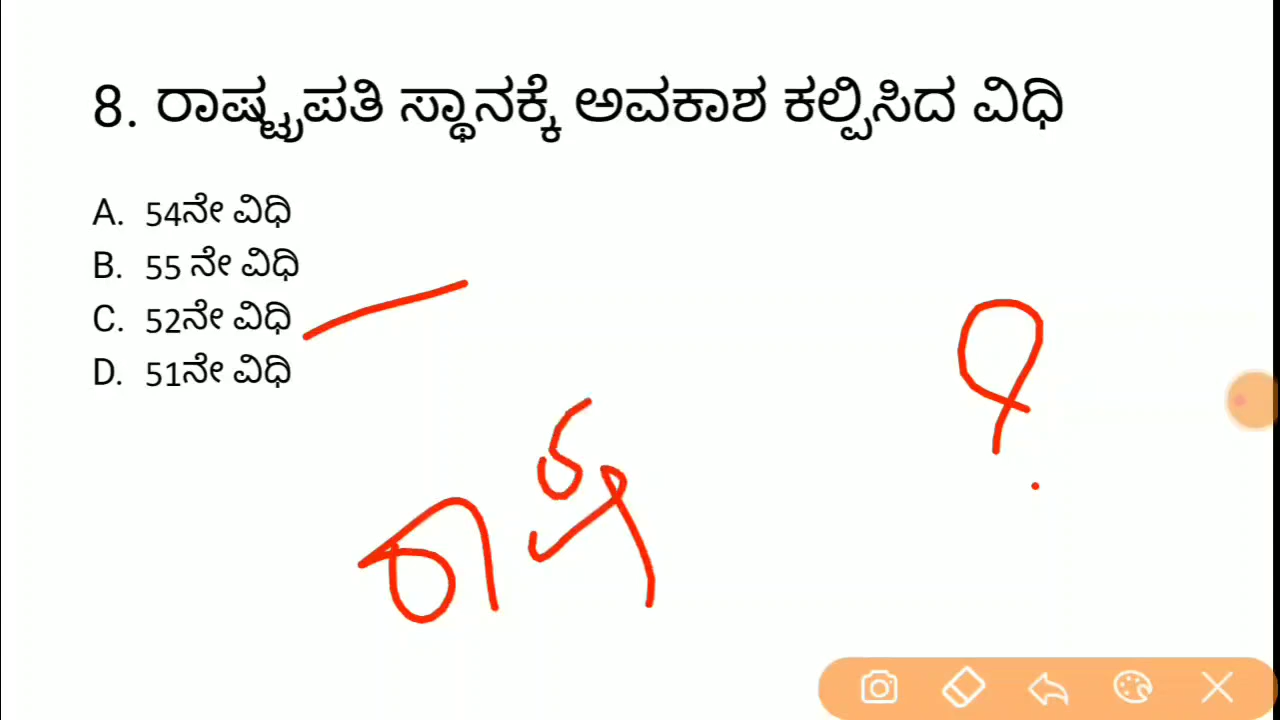 8. ರಾಷ್ಟ್ರಪತಿ ಸ್ಥಾನಕ್ಕೆ ಅವಕಾಶ ಕಲ್ಪಿಸಿದ ವಿಧಿ
A. 54ನೇ ವಿಧಿ
B. 55 ನೇ ವಿಧಿ
C. 52ನೇ ವಿಧಿ
D. 51ನೇ ವಿಧಿ